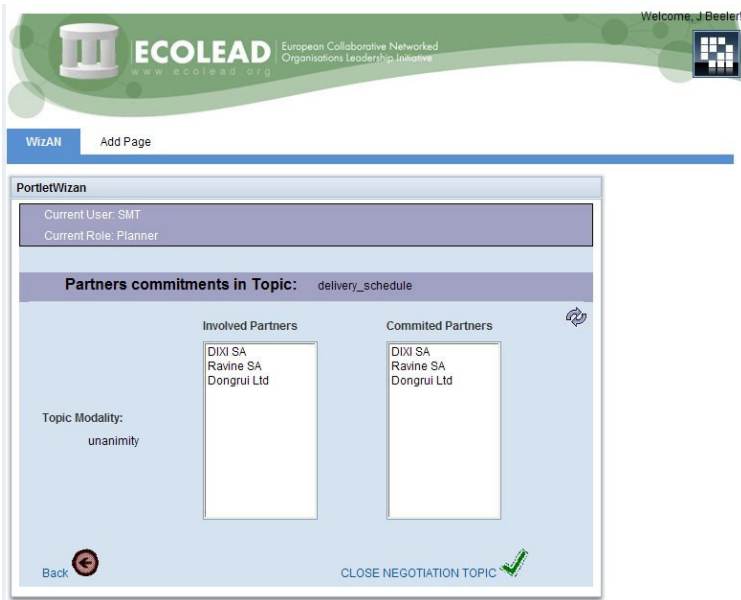 Welcome, J Beeler!
ECOLEAD European Collaborative Networked
Organisations Leadership Initiative
www.ecolead.org
WizAN Add Page
PortletWizan
Current User: SMT
Current Role: Planner
Partners commitments in Topic: delivery_schedule
Involved Partners Commited Partners
DIXI SA DIXI SA
Ravine SA Ravine SA
Dongrui Ltd Dongrui Ltd
Topic Modality:
unanimity
Back CLOSE NEGOTIATION TOPIC